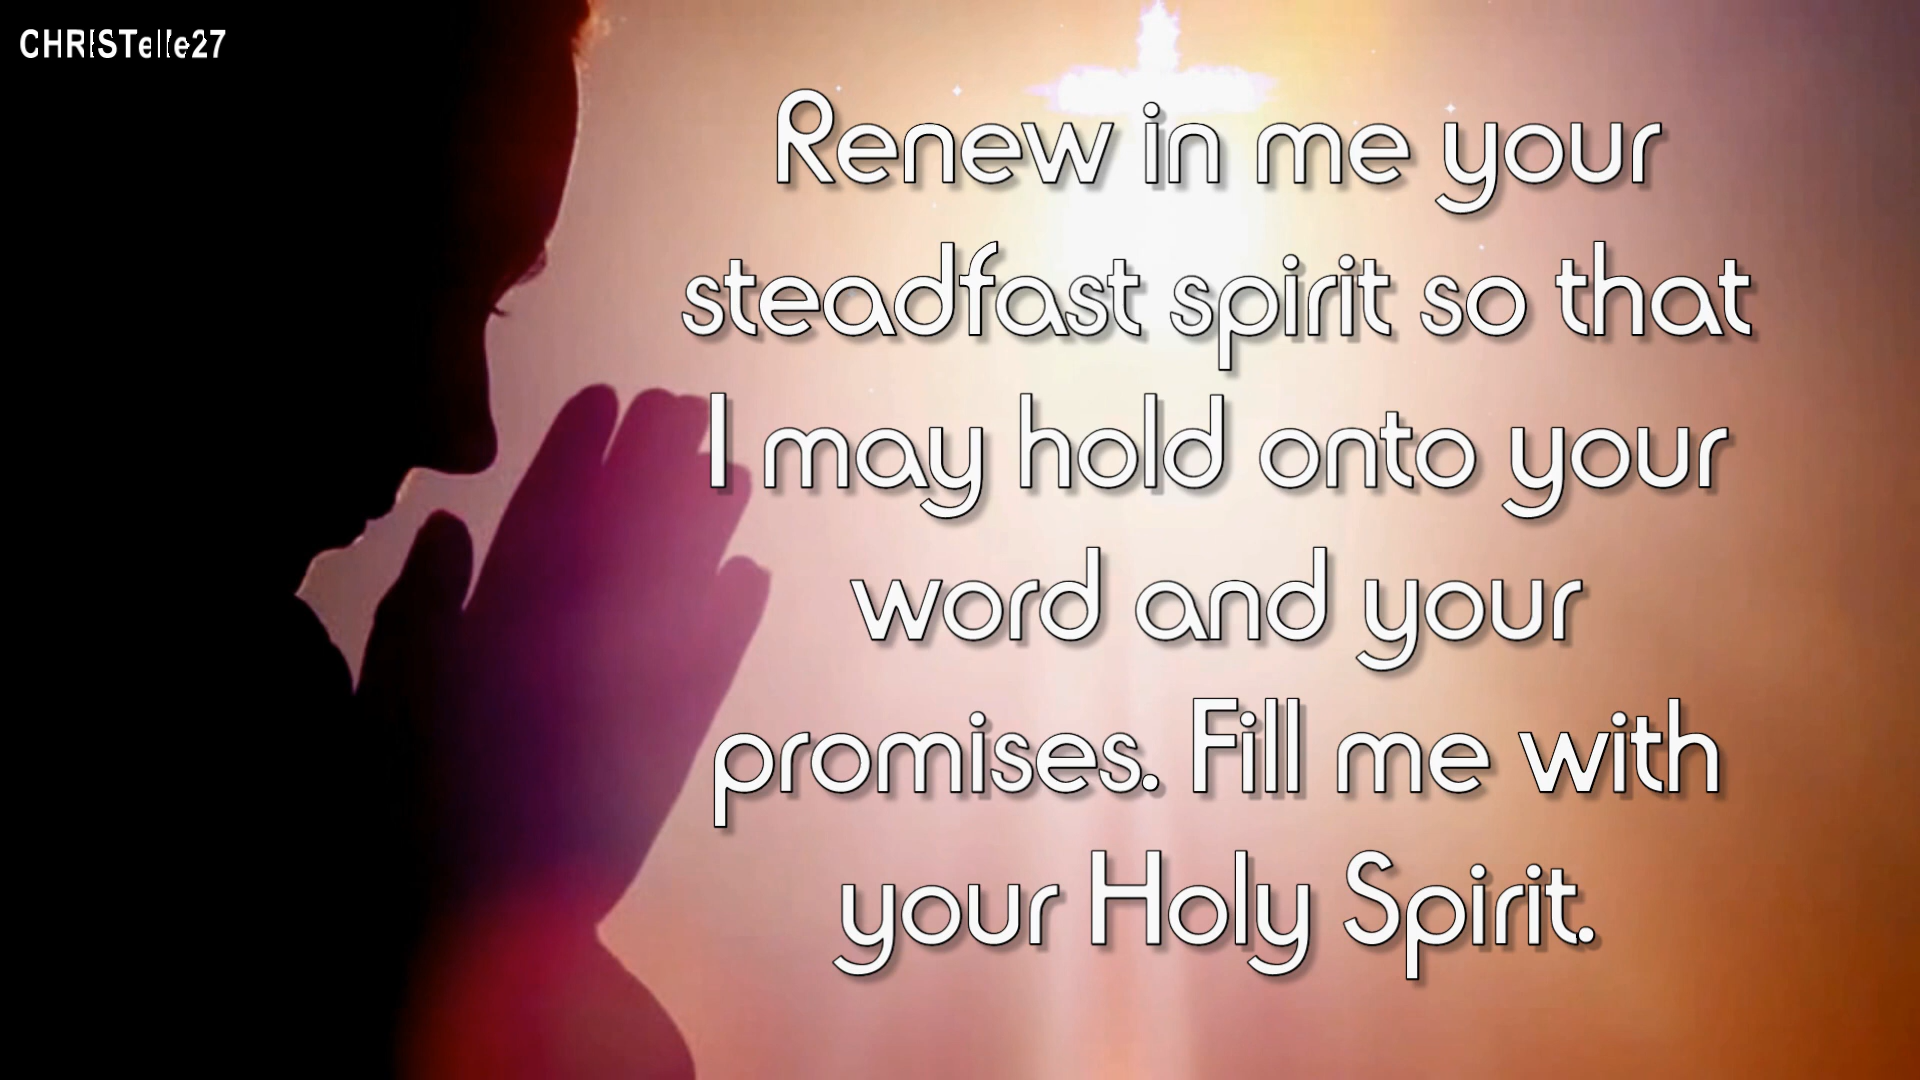 CHRISTelle27
Renew in me your
steadfast spirit so that
I may hold onto your
word and your
promises. Fill me with
your Holy Spirit.